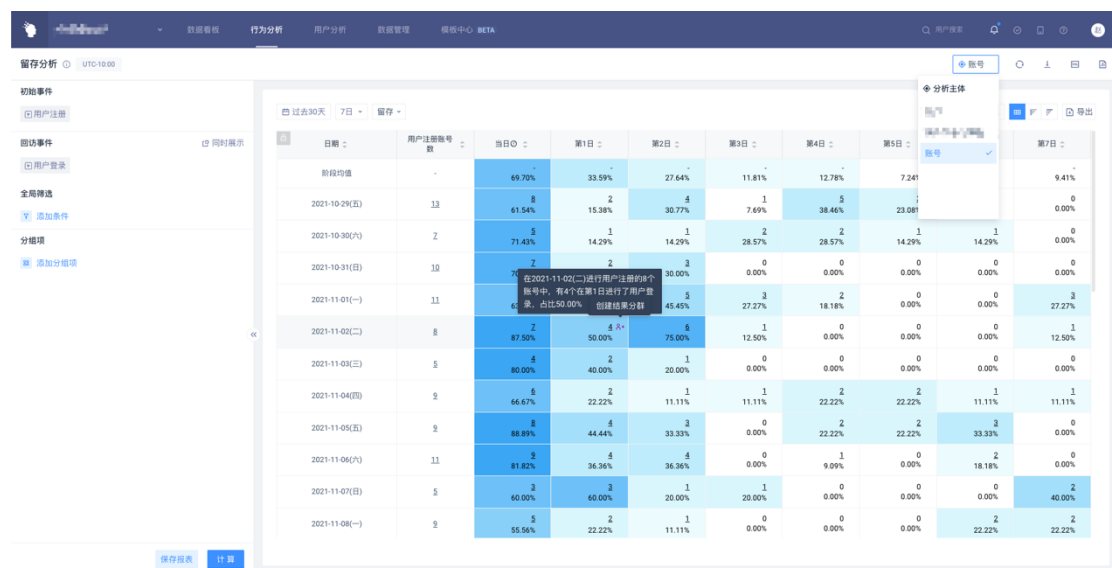 数据看板 行为分析 用户分析 数据管理 模板中心 BETA 用户搜索
留存分析 UTC-10:00 账号
初始事件
用户注册
回访事件 同时展示
用户登录
全局筛选
添加条件
分组项
添加分组项
保存报表 计算
分析主体
账号
过去30天 7日 留存 导出
日期 用户注册账号数 当日 第1日 第2日 第3日 第4日 第5日 第7日
阶段均值 - - - - - - -
69.70% 33.59% 27.64% 11.81% 12.78% 9.41%
2021-10-29(五) 13 8 2 4 1 5 0
61.54% 15.38% 30.77% 7.69% 38.46% 23.08% 0.00%
2021-10-30(六) 7 5 1 1 2 2 1 1 0
71.43% 14.29% 14.29% 28.57% 28.57% 14.29% 14.29% 0.00%
2021-10-31(日) 10 7 2 3 0 0 0 0 0
30.00% 0.00% 0.00% 0.00% 0.00% 0.00%
在2021-11-02(二)进行用户注册的8个
账号中，有4个在第1日进行了用户登
录，占比50.00% 创建结果分群
2021-11-01(一) 11 5 3 2 0 0 3
45.45% 27.27% 18.18% 0.00% 0.00% 27.27%
2021-11-02(二) 8 7 4 6 1 0 0 0 1
87.50% 50.00% 75.00% 12.50% 0.00% 0.00% 0.00% 12.50%
2021-11-03(三) 5 4 2 1 0 0 0 0 0
80.00% 40.00% 20.00% 0.00% 0.00% 0.00% 0.00% 0.00%
2021-11-04(四) 9 6 2 1 1 2 2 1 1
66.67% 22.22% 11.11% 11.11% 22.22% 22.22% 11.11% 11.11%
2021-11-05(五) 9 8 4 3 0 2 2 3 0
88.89% 44.44% 33.33% 0.00% 22.22% 22.22% 33.33% 0.00%
2021-11-06(六) 11 9 4 4 0 1 0 2 0
81.82% 36.36% 36.36% 0.00% 9.09% 0.00% 18.18% 0.00%
2021-11-07(日) 5 3 3 1 1 0 0 0 2
60.00% 60.00% 20.00% 20.00% 0.00% 0.00% 0.00% 40.00%
2021-11-08(一) 9 5 2 1 0 0 0 2 2
55.56% 22.22% 11.11% 0.00% 0.00% 0.00% 22.22% 22.22%